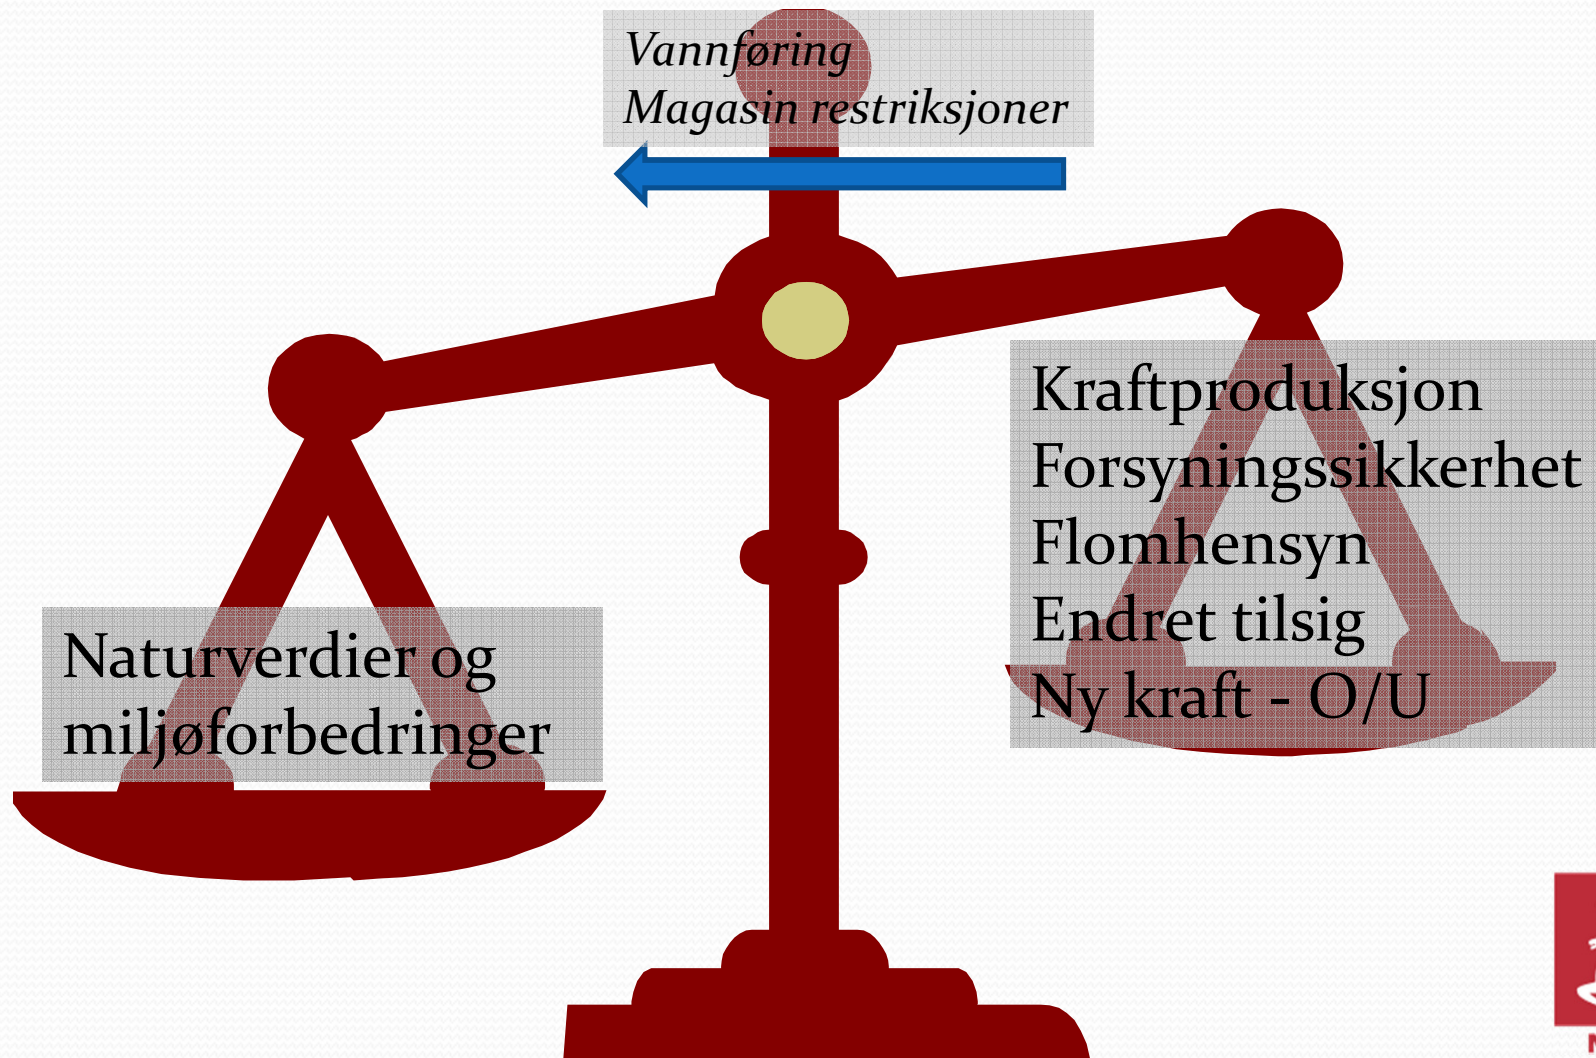 Vannføring
Magasin restriksjoner
Naturverdier og
miljøforbedringer
Kraftproduksjon
Forsyningssikkerhet
Flomhensyn
Endret tilsig
Ny kraft - O/U